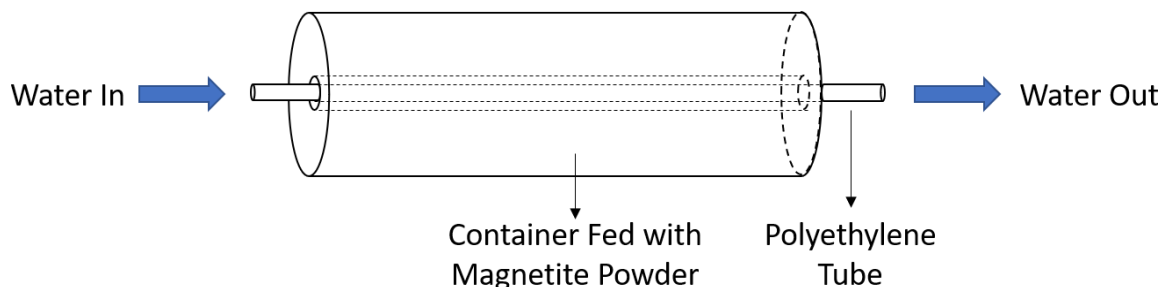 Water In
Water Out
Container Fed with
Magnetite Powder
Polyethylene
Tube